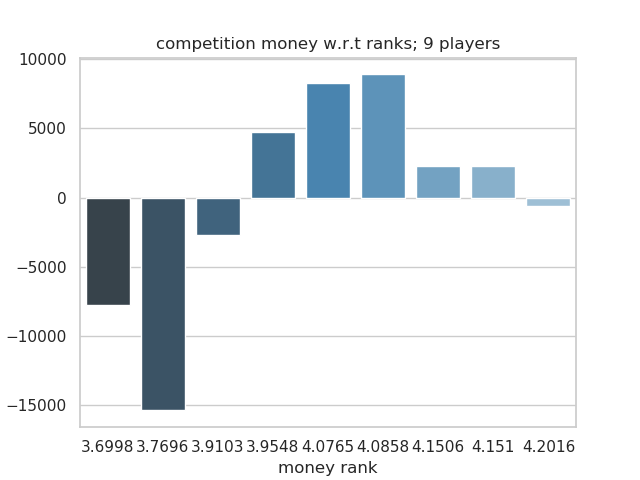 competition money w.r.t ranks; 9 players
10000
5000
0
−5000
−10000
−15000
3.6998 3.7696 3.9103 3.9548 4.0765 4.0858 4.1506 4.151 4.2016
money rank